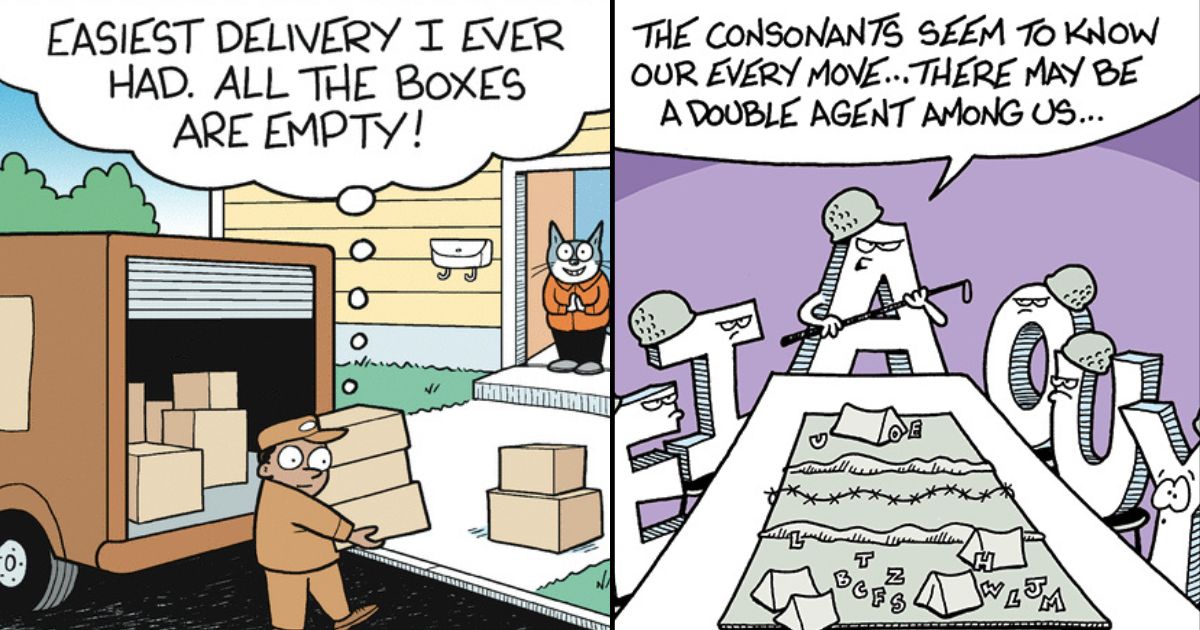 EASIEST DELIVERY I EVER
HAD. ALL THE BOXES
ARE EMPTY!
THE CONSONANTS SEEM TO KNOW
OUR EVERY MOVE...THERE MAY BE
A DOUBLE AGENT AMONG US...
E I A O U Y
U O E
L
T H
B Z
C F S W L J M